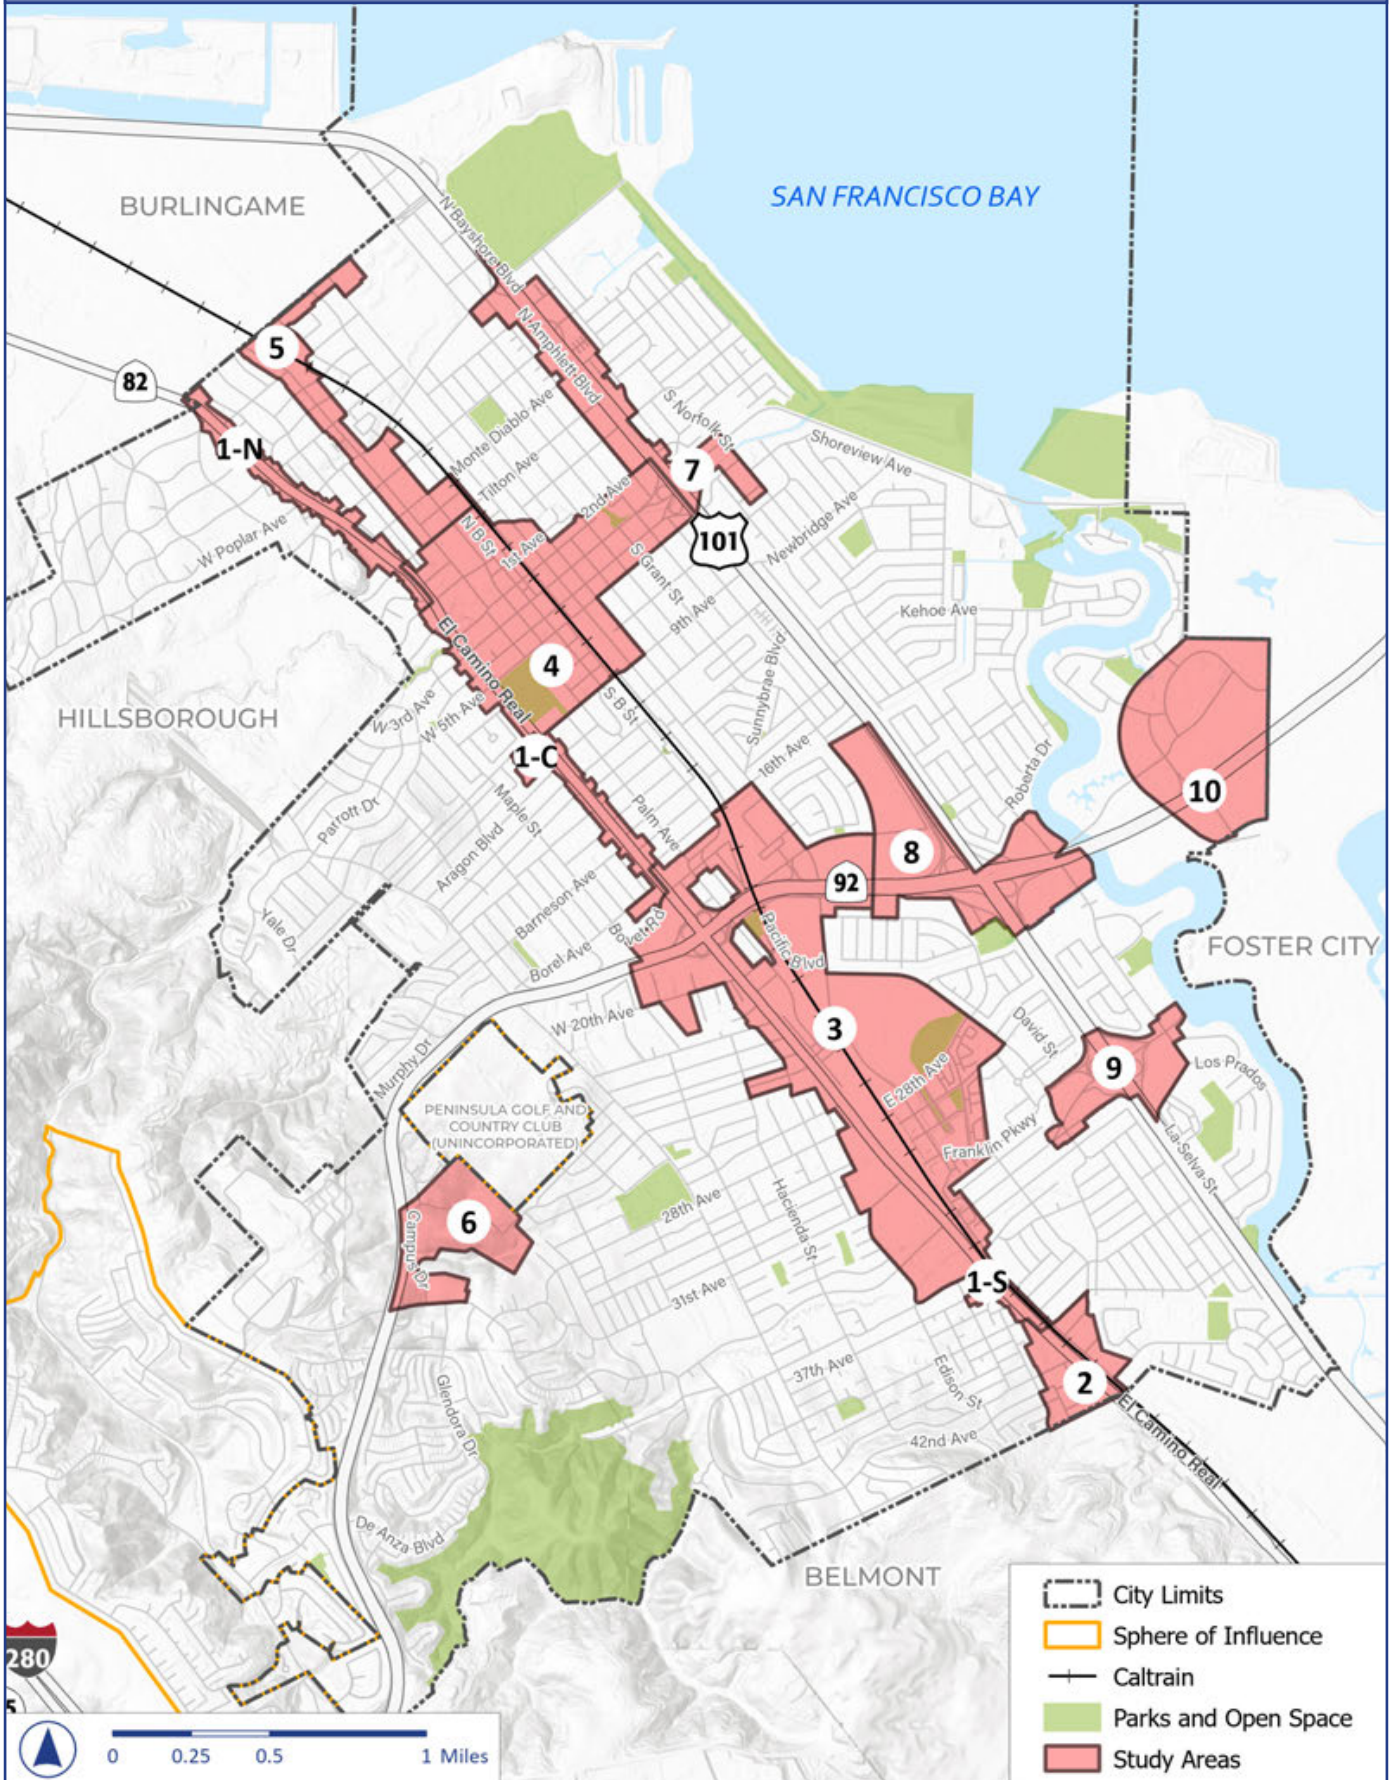 BURLINGAME
SAN FRANCISCO BAY
N Bayshore Blvd
N Amphlett Blvd
5
82
1-N
Monte Diablo Ave
Tilton Ave
S Norfolk St
Shoreview Ave
7
2nd Ave
101
N B St
1st Ave
W Poplar Ave
Newbridge Ave
S Grant St
9th Ave
Kehoe Ave
El Camino Real
4
Sunnybrae Blvd
HILLSBOROUGH
W 3rd Ave
W 5th Ave
S B St
1-C
16th Ave
Roberta Dr
10
Parrott Dr
Maple St
Palm Ave
Aragon Blvd
8
92
Barneson Ave
Yale Dr
Bovet Rd
Borel Ave
Pacific Blvd
FOSTER CITY
W 20th Ave
3
David St
Murphy Dr
E 28th Ave
9
Los Prados
PENINSULA GOLF AND
COUNTRY CLUB
(UNINCORPORATED)
Franklin Pkwy
La Selva St
28th Ave
Hacienda St
6
Campus Dr
31st Ave
1-S
37th Ave
Edison St
2
Glendora Dr
42nd Ave
El Camino Real
De Anza Blvd
BELMONT
280
5
City Limits
Sphere of Influence
Caltrain
Parks and Open Space
Study Areas
0 0.25 0.5 1 Miles